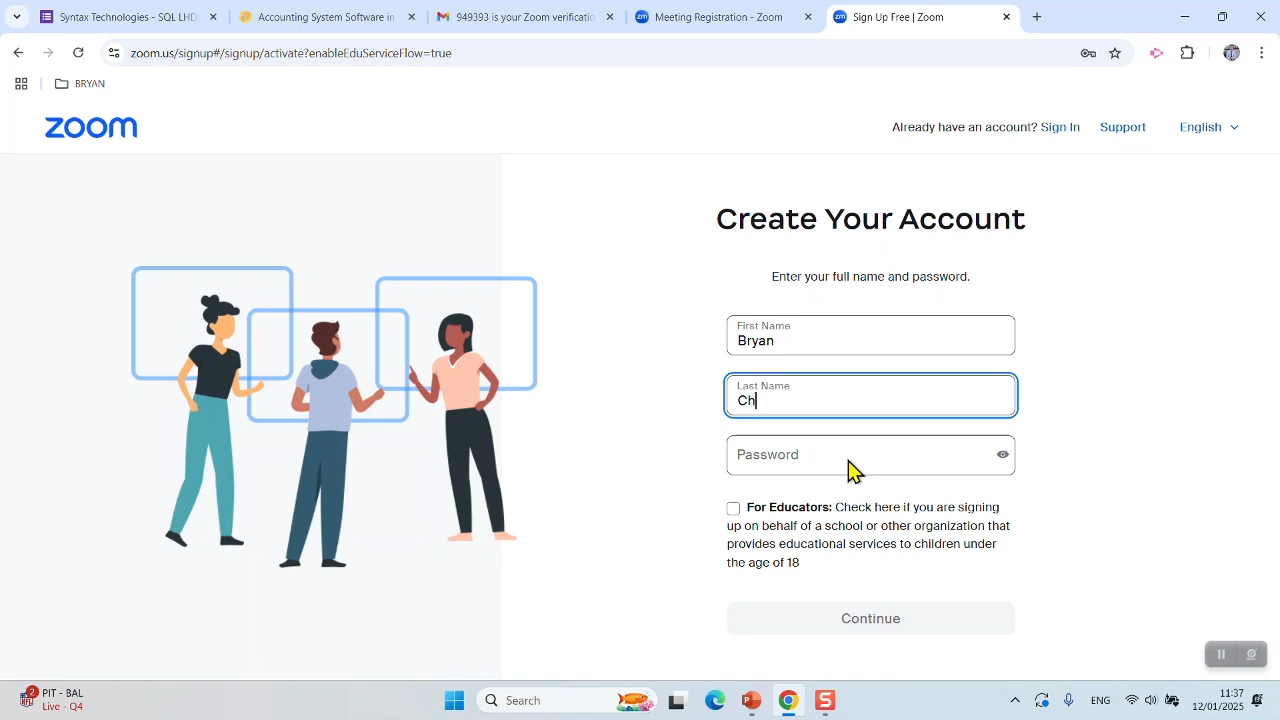 Syntax Technologies - SQL LHD
Accounting System Software in
949336 is your Zoom verificatio
Meeting Registration - Zoom
Sign Up Free | Zoom
zoom.us/signup#/signup/activate?enableEduServiceFlow=true
BRYAN
zoom
Already have an account? Sign In
Support
English
Create Your Account
Enter your full name and password.
First Name
Bryan
Last Name
Ch
Password
For Educators: Check here if you are signing
up on behalf of a school or other organization that
provides educational services to children under
the age of 18
Continue
2
PIT - BAL
Live - Q4
Search
S
ENG
11:37
12/01/2025